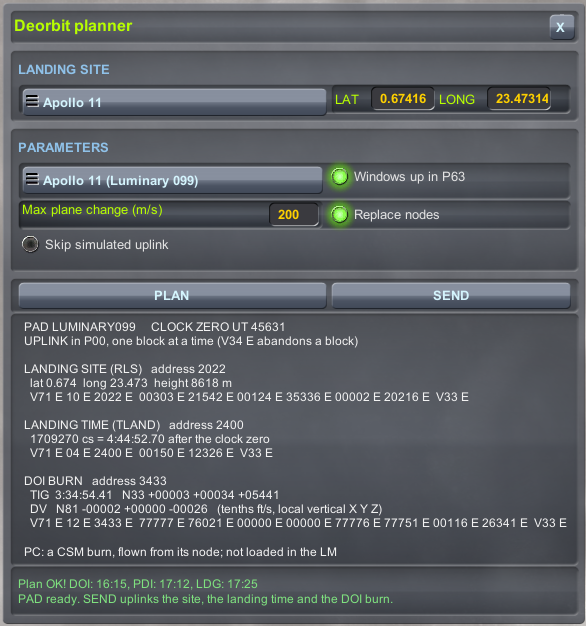 Deorbit planner
X
LANDING SITE
Apollo 11
LAT 0.67416 LONG 23.47314
PARAMETERS
Apollo 11 (Luminary 099)
Windows up in P63
Max plane change (m/s) 200
Replace nodes
Skip simulated uplink
PLAN
SEND
PAD LUMINARY099 CLOCK ZERO UT 45631
UPLINK in P00, one block at a time (V34 E abandons a block)
LANDING SITE (RLS) address 2022
lat 0.674 long 23.473 height 8618 m
V71 E 10 E 2022 E 00303 E 21542 E 00124 E 35336 E 00002 E 20216 E V33 E
LANDING TIME (TLAND) address 2400
1709270 cs = 4:44:52.70 after the clock zero
V71 E 04 E 2400 E 00150 E 12326 E V33 E
DOI BURN address 3433
TIG 3:34:54.41 N33 +00003 +00034 +05441
DV N81 -00002 +00000 -00026 (tenths ft/s, local vertical X Y Z)
V71 E 12 E 3433 E 77777 E 76021 E 00000 E 00000 E 77776 E 77751 E 00116 E 26341 E V33 E
PC: a CSM burn, flown from its node; not loaded in the LM
Plan OK! DOI: 16:15, PDI: 17:12, LDG: 17:25
PAD ready. SEND uplinks the site, the landing time and the DOI burn.